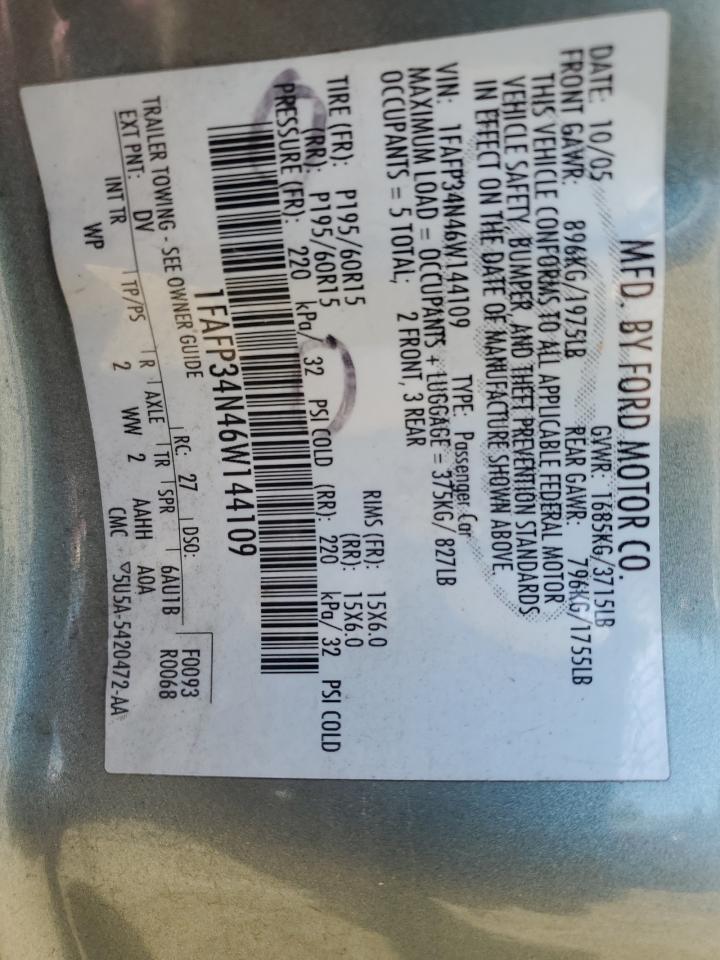 MFD. BY FORD MOTOR CO.
DATE: 10/05 GVWR: 1685KG/3715LB
FRONT GAWR: 896KG/1975LB REAR GAWR: 796KG/1755LB
THIS VEHICLE CONFORMS TO ALL APPLICABLE FEDERAL MOTOR
VEHICLE SAFETY, BUMPER, AND THEFT PREVENTION STANDARDS
IN EFFECT ON THE DATE OF MANUFACTURE SHOWN ABOVE.
VIN: 1FAFP34N46W144109 TYPE: Passenger Car
MAXIMUM LOAD = OCCUPANTS + LUGGAGE = 375KG/827LB
OCCUPANTS = 5 TOTAL; 2 FRONT, 3 REAR
TIRE (FR): P195/60R15 RIMS (FR): 15X6.0
(RR): P195/60R15 (RR): 15X6.0
PRESSURE (FR): 220 kPa/ 32 PSI COLD (RR): 220 kPa/ 32 PSI COLD
1FAFP34N46W144109
TRAILER TOWING - SEE OWNER GUIDE RC: 27 DSO: F0093
EXT PNT: DV 6AU1B R0068
INT TR TP/PS R AXLE TR SPR
WP 2 WW 2 AAHH AOA
CMC ▽5U5A-5420472-AA